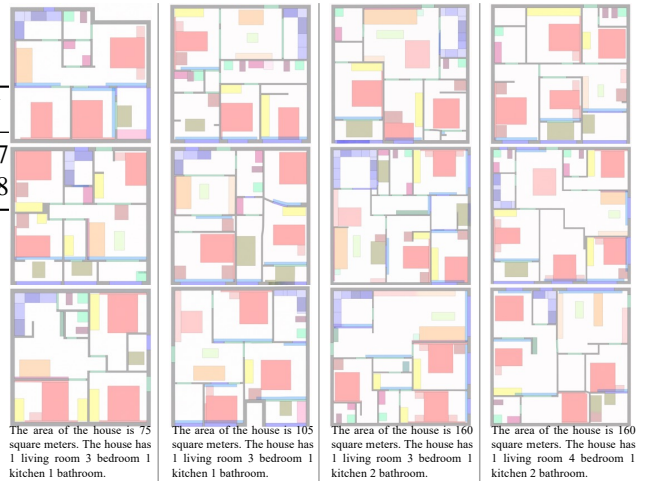 7
8
The area of the house is 75
square meters. The house has
1 living room 3 bedroom 1
kitchen 1 bathroom.
The area of the house is 105
square meters. The house has
1 living room 3 bedroom 1
kitchen 1 bathroom.
The area of the house is 160
square meters. The house has
1 living room 3 bedroom 1
kitchen 2 bathroom.
The area of the house is 160
square meters. The house has
1 living room 4 bedroom 1
kitchen 2 bathroom.